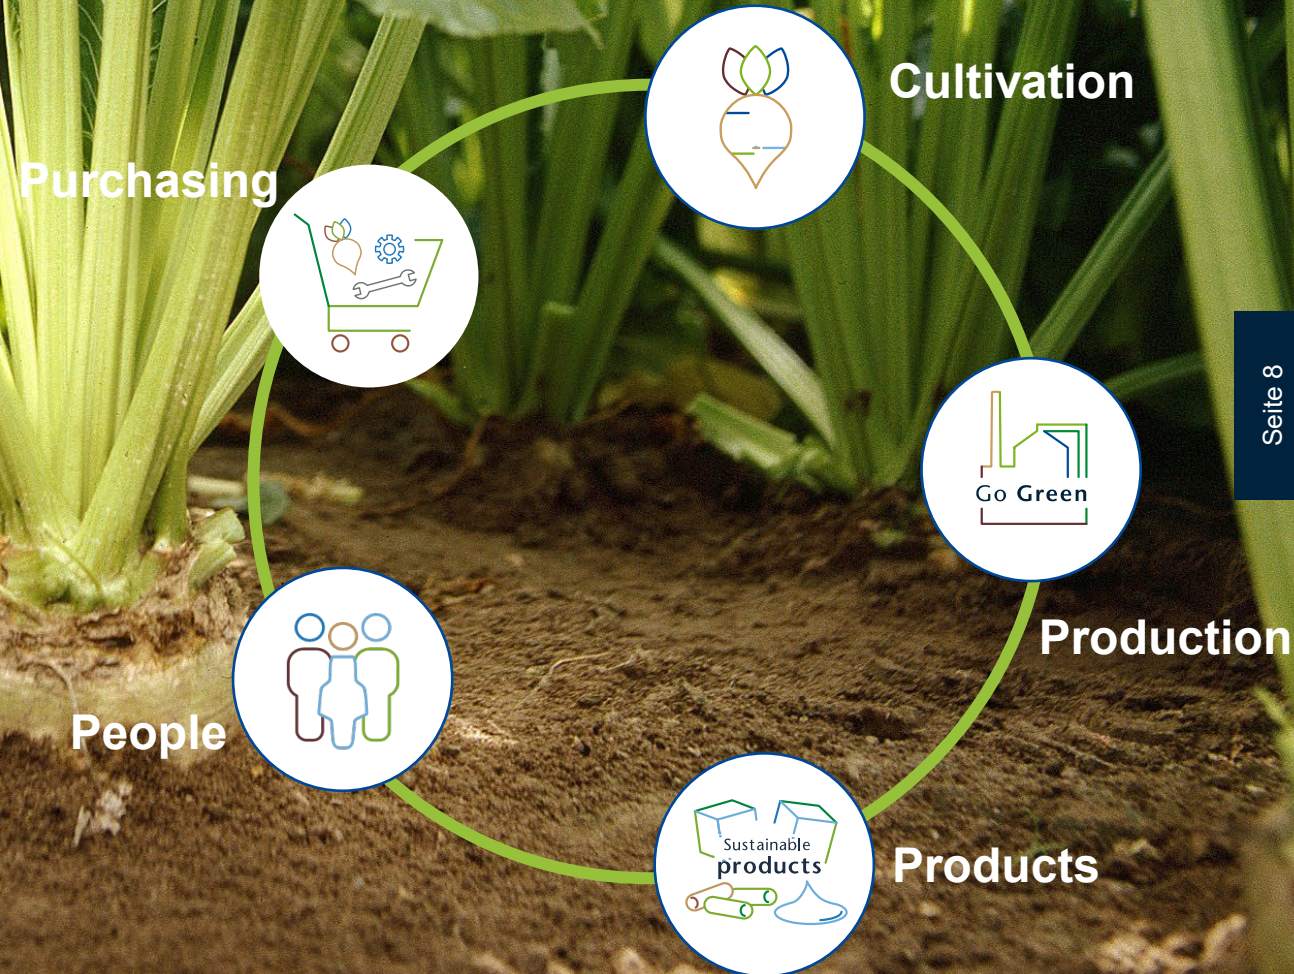 Cultivation
Purchasing
Seite 8
Go Green
Production
People
Sustainable
products
Products